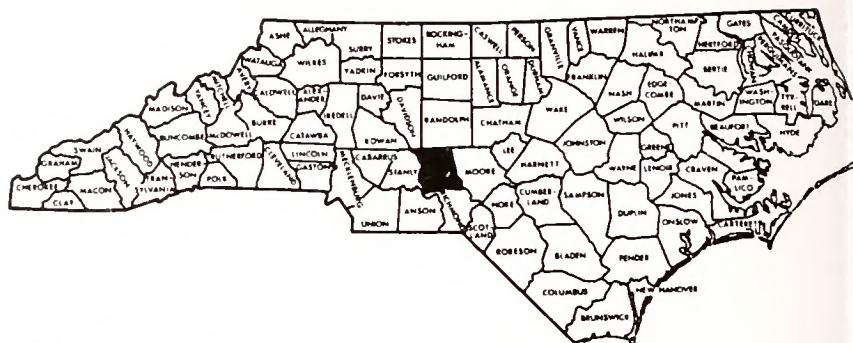 ASHE
ALLEGHANY
SURRY
STOKES
ROCKING-
HAM
CASWELL
PERSON
GRANVILLE
VANCE
WARREN
NORTHAMP
TON
GATES
CURRITUCK
HERTFORD
HALIFAX
BERTIE
WATAUGA
WILKES
YADKIN
FORSYTH
GUILFORD
ALAMANCE
ORANGE
DURHAM
FRANKLIN
NASH
EDGE
COMBE
MARTIN
WASH
INGTON
TYR
RELL
DARE
MITCHELL
AVERY
YANCEY
MADISON
CALDWELL
ALEX-
ANDER
IREDELL
DAVIE
DAVIDSON
RANDOLPH
CHATHAM
WAKE
WILSON
PITT
BEAUFORT
HYDE
BUNCOMBE
McDOWELL
BURKE
CATAWBA
ROWAN
LEE
JOHNSTON
GREENE
HAYWOOD
SWAIN
GRAHAM
CHEROKEE
CLAY
MACON
JACKSON
TRAN-
SYLVANIA
HENDER
SON
POLK
RUTHERFORD
CLEVELAND
LINCOLN
GASTON
MECKLENBURG
CABARRUS
STANLY
MOORE
HARNETT
WAYNE
LENOIR
CRAVEN
PAM-
LICO
UNION
ANSON
RICHMOND
SCOT-
LAND
HOKE
CUMBER-
LAND
SAMPSON
DUPLIN
JONES
ONSLOW
CARTERET
ROBESON
BLADEN
PENDER
COLUMBUS
NEW HANOVER
BRUNSWICK